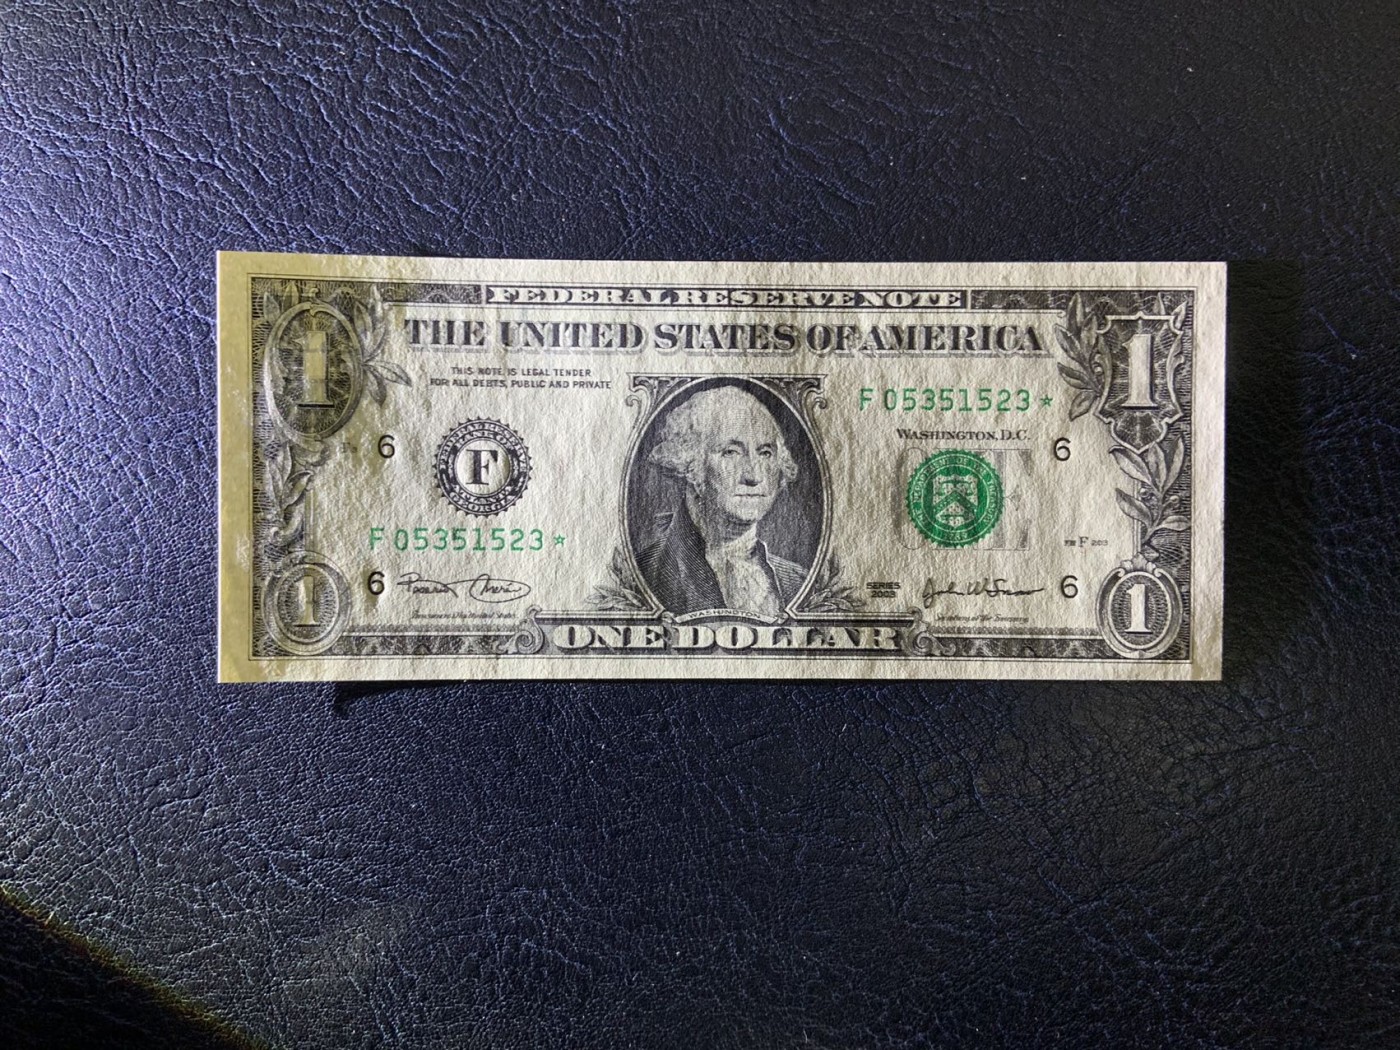 FEDERAL RESERVE NOTE
THE UNITED STATES OF AMERICA
THIS NOTE IS LEGAL TENDER
FOR ALL DEBTS, PUBLIC AND PRIVATE
F 05351523 *
WASHINGTON, D.C.
1
1
6
6
F
F 05351523 *
6
6
SERIES
2003
WASHINGTON
1
1
ONE DOLLAR